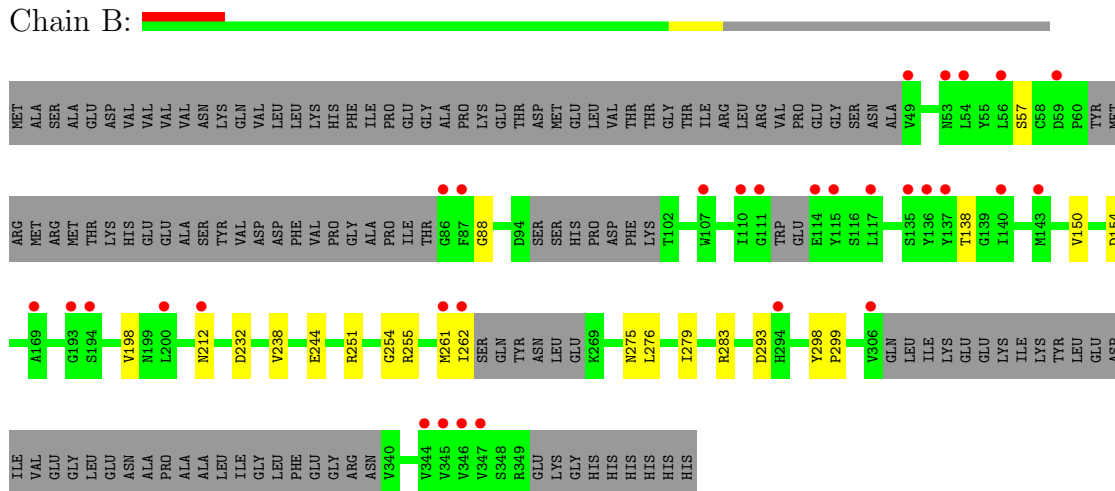 Chain B:
MET ALA SER ALA GLU ASP VAL VAL VAL VAL ASN LYS GLN VAL LEU LEU LYS HIS PHE ILE PRO GLU GLY ALA PRO LYS GLU THR ASP MET GLU LEU VAL THR THR GLY THR ILE ARG LEU ARG VAL PRO GLU GLY SER ASN ALA V49 N53 L54 Y55 L56 S57 C58 D59 P60 TYR MET
ARG MET ARG MET THR LYS HIS GLU GLU ALA SER TYR VAL ASP ASP PHE VAL PRO GLY ALA PRO ILE THR G86 F87 G88 D94 SER SER HIS PRO ASP PHE LYS T102 W107 I110 G111 TRP GLU E114 Y115 S116 L117 S135 Y136 Y137 T138 G139 I140 M143 V150 D154
A169 G193 S194 V198 N199 L200 N212 D232 V238 E244 R251 G254 R255 M261 I262 SER GLN TYR ASN LEU GLU K269 N275 L276 I279 R283 D293 H294 Y298 P299 V306 GLN LEU ILE LYS GLU GLU LYS ILE LYS TYR LEU GLU ASP
ILE VAL GLU GLY LEU GLU ASN ALA PRO ALA ALA LEU ILE GLY LEU PHE GLU GLY ARG ASN V340 V344 V345 V346 V347 S348 R349 GLU LYS GLY HIS HIS HIS HIS HIS HIS